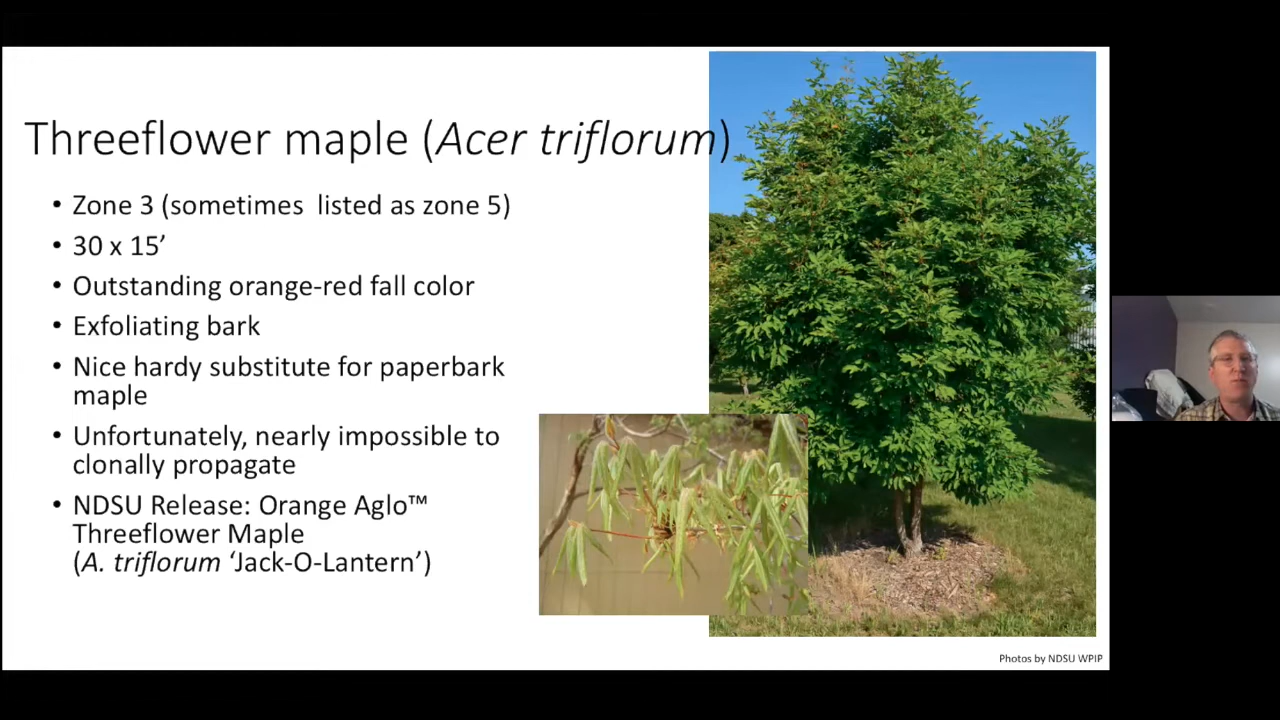 Threeflower maple (Acer triflorum)
• Zone 3 (sometimes listed as zone 5)
• 30 x 15’
• Outstanding orange-red fall color
• Exfoliating bark
• Nice hardy substitute for paperbark
maple
• Unfortunately, nearly impossible to
clonally propagate
• NDSU Release: Orange Aglo™
Threeflower Maple
(A. triflorum ‘Jack-O-Lantern’)
Photos by NDSU WPIP